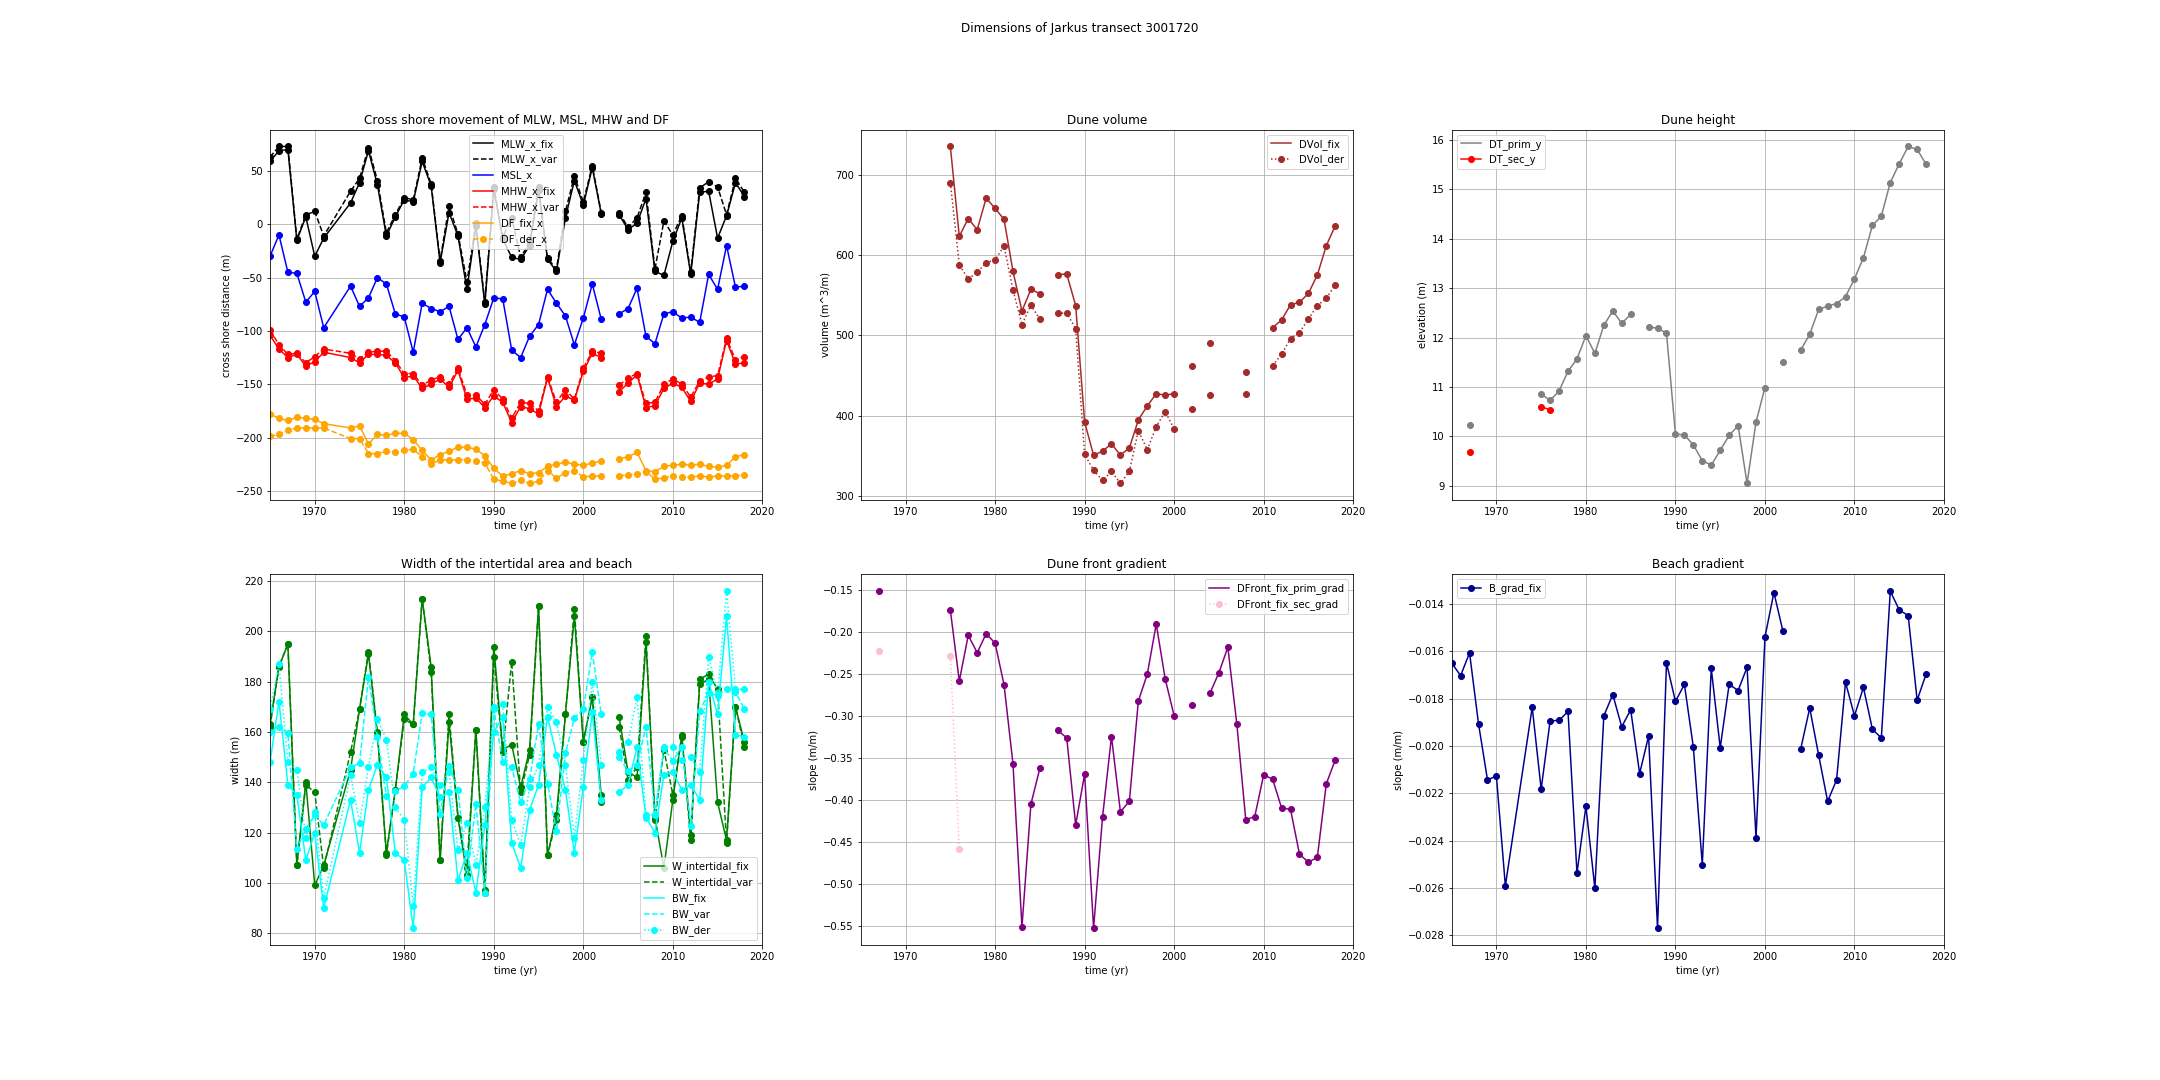 Dimensions of Jarkus transect 3001720
Cross shore movement of MLW, MSL, MHW and DF
cross shore distance (m)
50
0
−50
−100
−150
−200
−250
MLW_x_fix
MLW_x_var
MSL_x
MHW_x_fix
MHW_x_var
DF_fix_x
DF_der_x
1970 1980 1990 2000 2010 2020
time (yr)
Dune volume
volume (m^3/m)
700
600
500
400
300
DVol_fix
DVol_der
1970 1980 1990 2000 2010 2020
time (yr)
Dune height
elevation (m)
16
15
14
13
12
11
10
9
DT_prim_y
DT_sec_y
1970 1980 1990 2000 2010 2020
time (yr)
Width of the intertidal area and beach
width (m)
220
200
180
160
140
120
100
80
W_intertidal_fix
W_intertidal_var
BW_fix
BW_var
BW_der
1970 1980 1990 2000 2010 2020
time (yr)
Dune front gradient
slope (m/m)
−0.15
−0.20
−0.25
−0.30
−0.35
−0.40
−0.45
−0.50
−0.55
DFront_fix_prim_grad
DFront_fix_sec_grad
1970 1980 1990 2000 2010 2020
time (yr)
Beach gradient
slope (m/m)
−0.014
−0.016
−0.018
−0.020
−0.022
−0.024
−0.026
−0.028
B_grad_fix
1970 1980 1990 2000 2010 2020
time (yr)